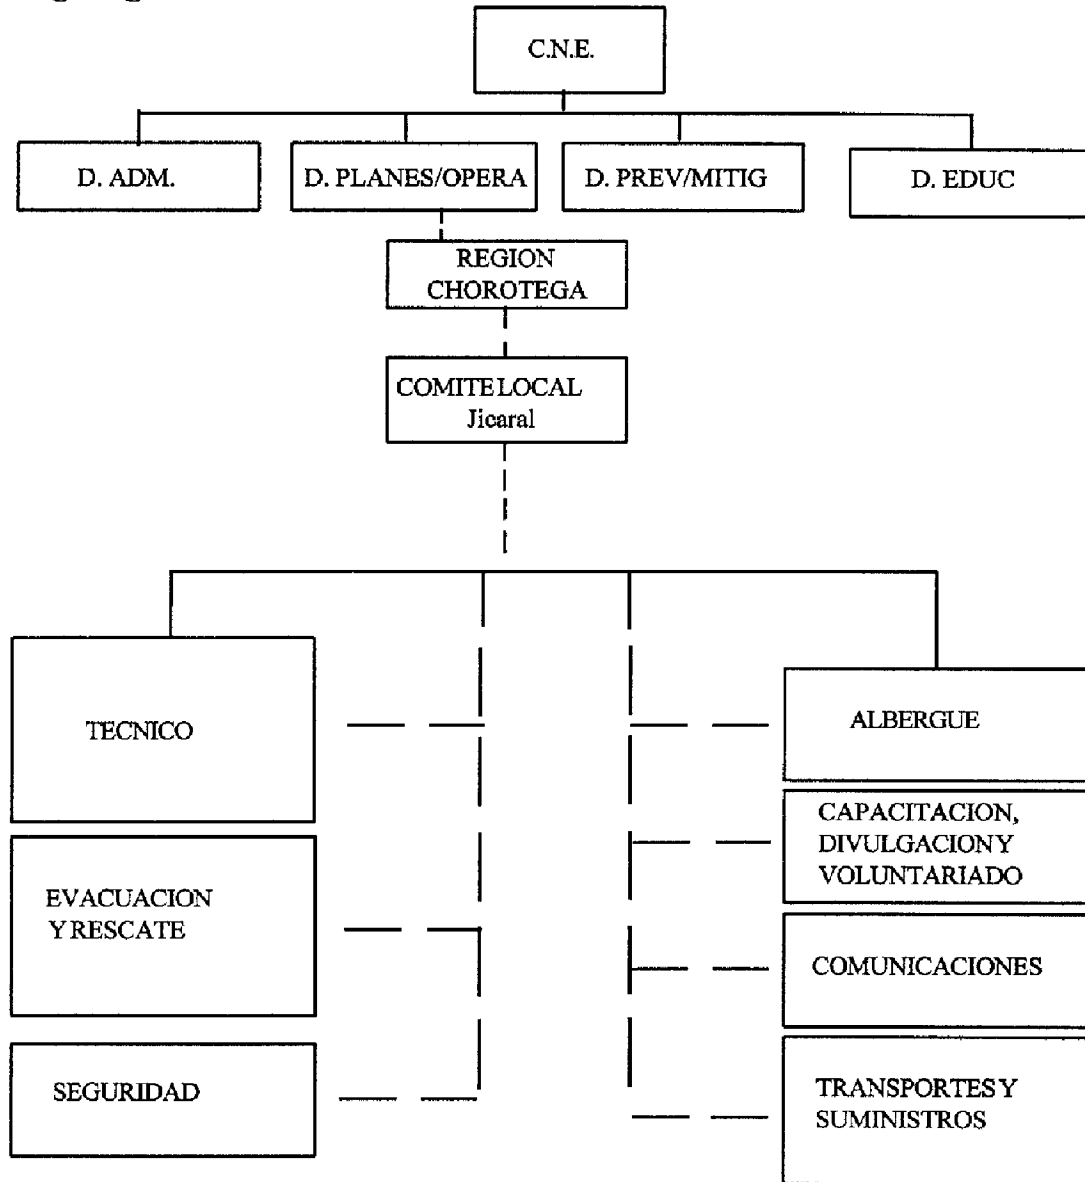 C.N.E.
D. ADM.
D. PLANES/OPERA
D. PREV/MITIG
D. EDUC
REGION
CHOROTEGA
COMITE LOCAL
Jicaral
TECNICO
EVACUACION
Y RESCATE
SEGURIDAD
ALBERGUE
CAPACITACION,
DIVULGACION Y
VOLUNTARIADO
COMUNICACIONES
TRANSPORTES Y
SUMINISTROS